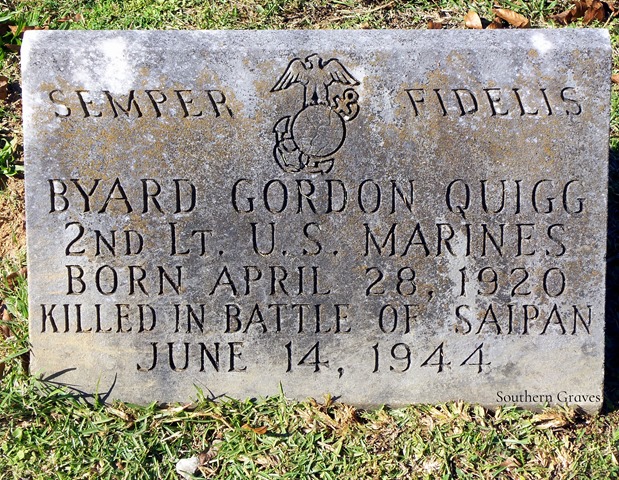 SEMPER FIDELIS
BYARD GORDON QUIGG
2ND LT. U.S. MARINES
BORN APRIL 28, 1920
KILLED IN BATTLE OF SAIPAN
JUNE 14, 1944
Southern Graves